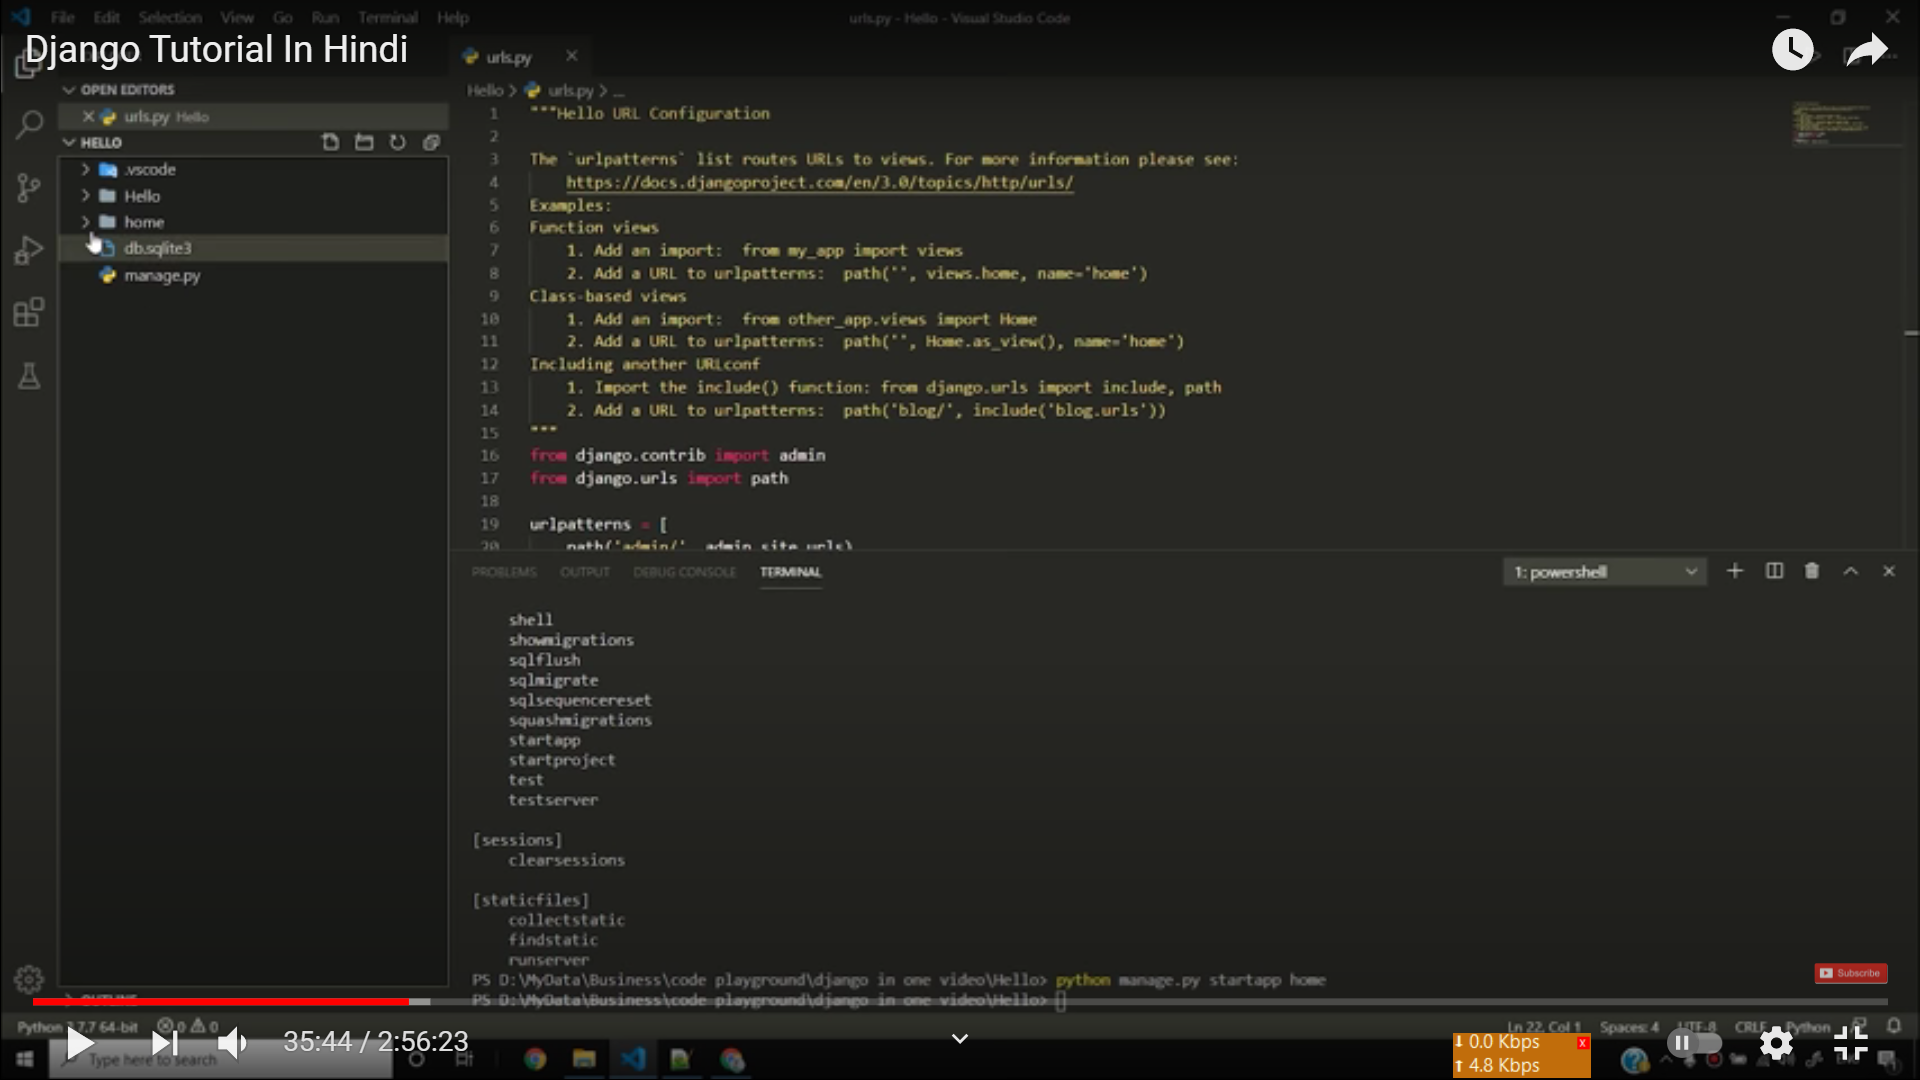 File Edit Selection View Go Run Terminal Help
urls.py - Hello - Visual Studio Code
Django Tutorial In Hindi
urls.py
OPEN EDITORS
urls.py Hello
HELLO
.vscode
Hello
home
db.sqlite3
manage.py
Hello > urls.py > ...
1 """Hello URL Configuration
2
3 The `urlpatterns` list routes URLs to views. For more information please see:
4 https://docs.djangoproject.com/en/3.0/topics/http/urls/
5 Examples:
6 Function views
7 1. Add an import:  from my_app import views
8 2. Add a URL to urlpatterns:  path('', views.home, name='home')
9 Class-based views
10 1. Add an import:  from other_app.views import Home
11 2. Add a URL to urlpatterns:  path('', Home.as_view(), name='home')
12 Including another URLconf
13 1. Import the include() function: from django.urls import include, path
14 2. Add a URL to urlpatterns:  path('blog/', include('blog.urls'))
15 """
16 from django.contrib import admin
17 from django.urls import path
18
19 urlpatterns = [
20 path('admin/', admin.site.urls)
PROBLEMS OUTPUT DEBUG CONSOLE TERMINAL
1: powershell
shell
showmigrations
sqlflush
sqlmigrate
sqlsequencereset
squashmigrations
startapp
startproject
test
testserver
[sessions]
clearsessions
[staticfiles]
collectstatic
findstatic
runserver
PS D:\MyData\Business\code playground\django in one video\Hello> python manage.py startapp home
PS D:\MyData\Business\code playground\django in one video\Hello>
Subscribe
OUTLINE
Python 3.7.7 64-bit 0 0
Ln 22, Col 1 Spaces: 4 UTF-8 CRLF Python
35:44 / 2:56:23
Type here to search
0.0 Kbps x
4.8 Kbps